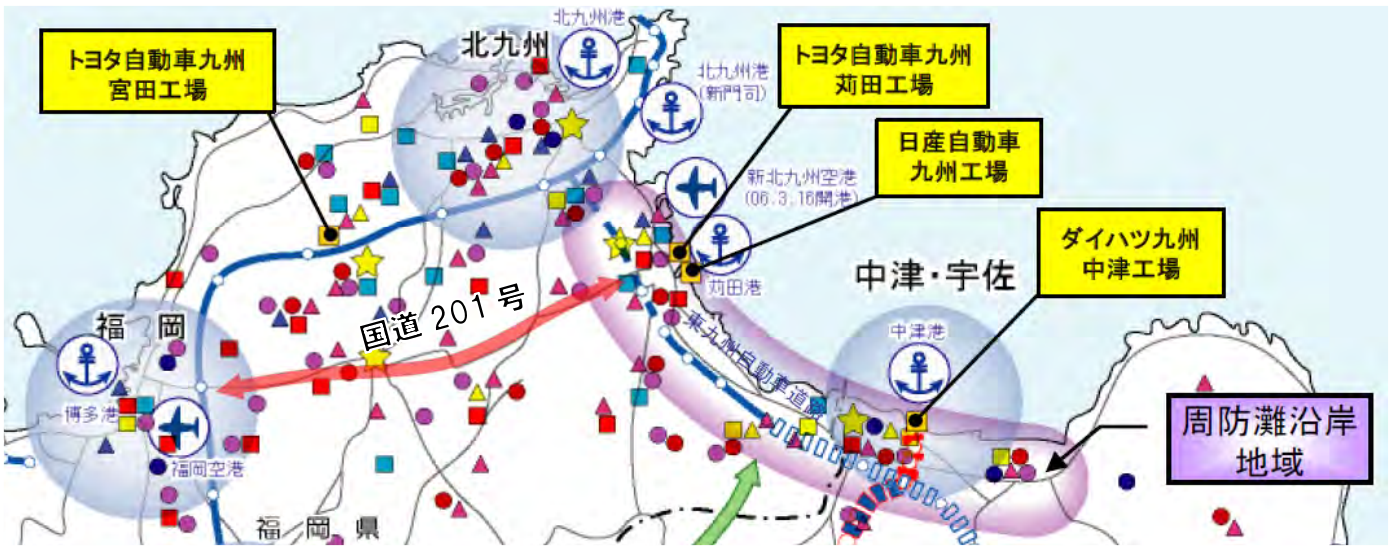 北九州港
北九州
トヨタ自動車九州
宮田工場
トヨタ自動車九州
苅田工場
北九州港
(新門司)
日産自動車
九州工場
新北九州空港
(06.3.16開港)
ダイハツ九州
中津工場
中津・宇佐
苅田港
国道 201 号
福岡
東九州自動車道
中津港
博多港
周防灘沿岸
地域
福岡空港
福岡県